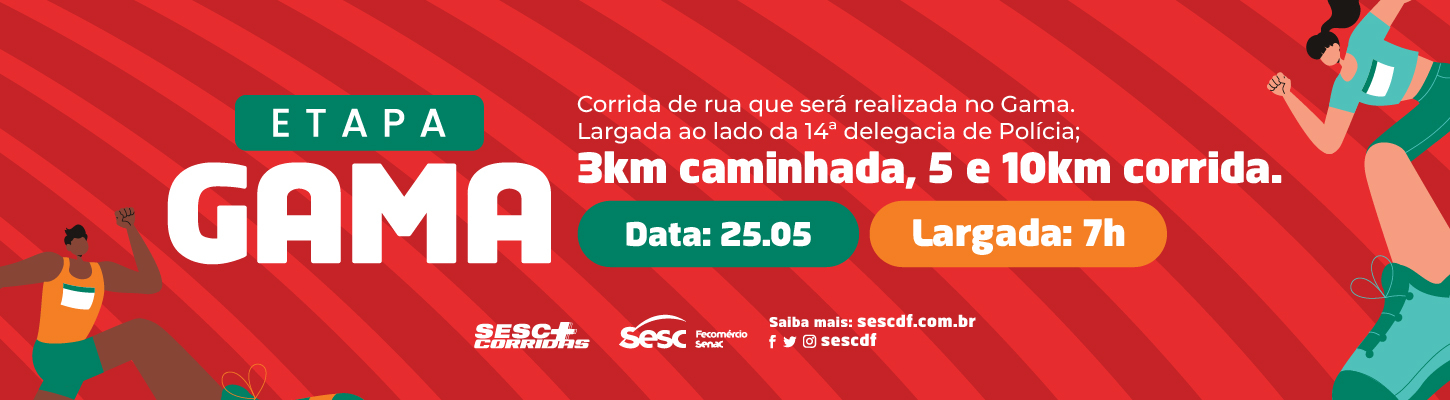 ETAPA
GAMA
Corrida de rua que será realizada no Gama.
Largada ao lado da 14ª delegacia de Polícia;
3km caminhada, 5 e 10km corrida.
Data: 25.05
Largada: 7h
SESC+
CORRIDAS
Sesc
Fecomércio
Senac
Saiba mais: sescdf.com.br
sescdf